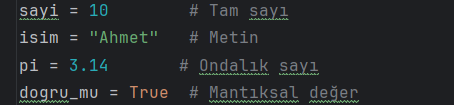 sayi = 10 # Tam sayı
isim = "Ahmet" # Metin
pi = 3.14 # Ondalık sayı
dogru_mu = True # Mantıksal değer